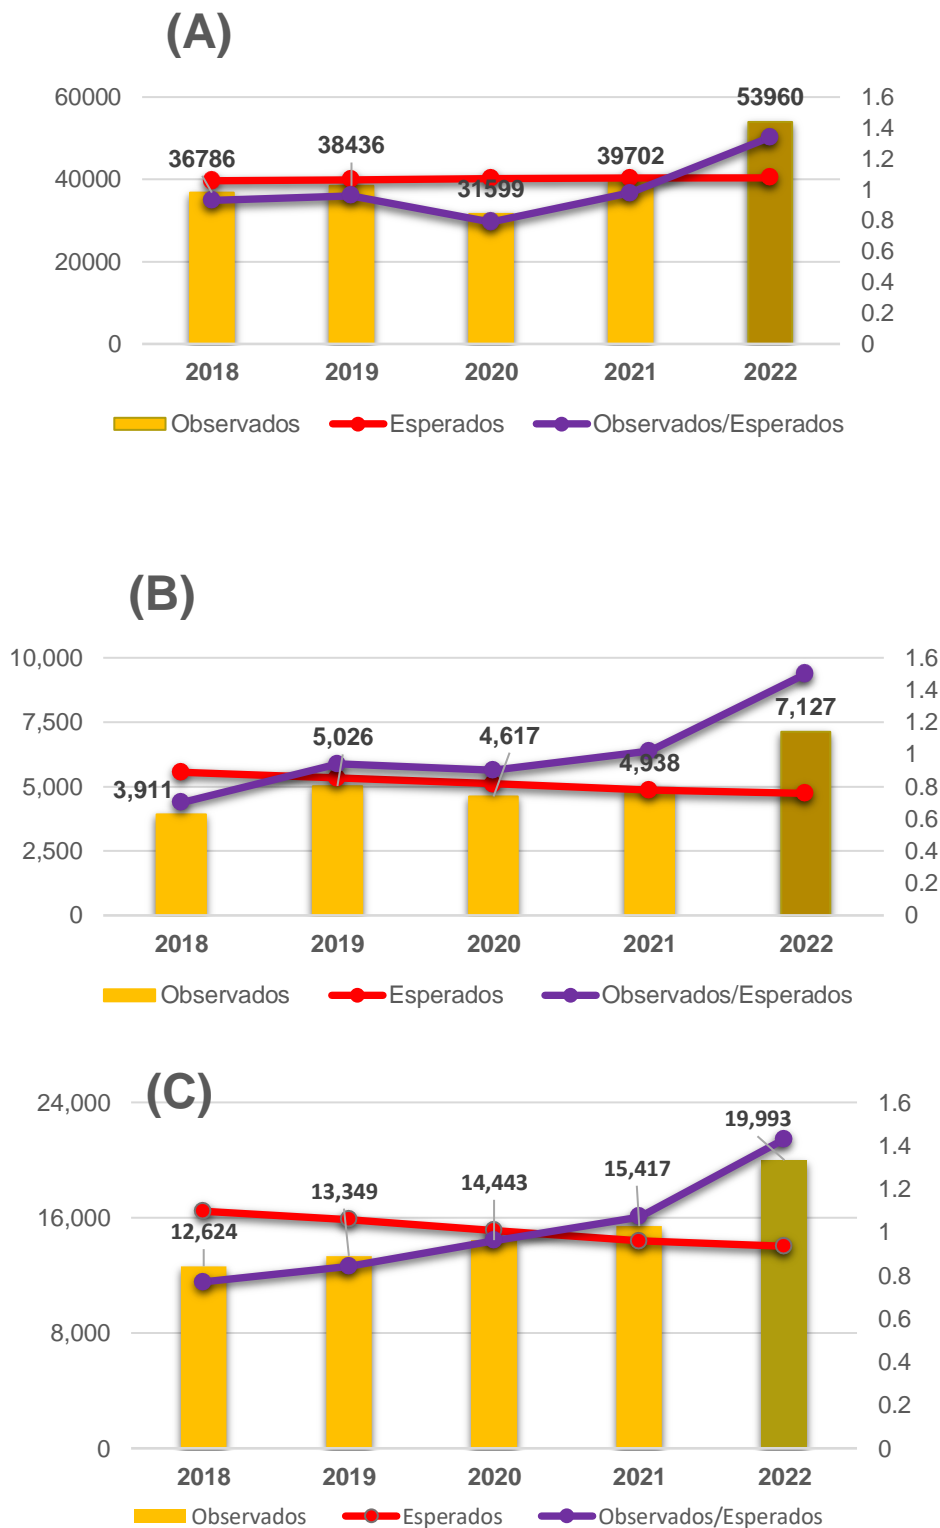 (A)
60000 53960 1.6
1.4
36786 38436 39702 1.2
40000 31599 1
0.8
20000 0.6
0.4
0.2
0 0
2018 2019 2020 2021 2022
Observados Esperados Observados/Esperados
(B)
10,000 1.6
1.4
7,500 7,127 1.2
5,026 4,617 4,938 1
5,000 3,911 0.8
0.6
2,500 0.4
0.2
0 0
2018 2019 2020 2021 2022
Observados Esperados Observados/Esperados
(C)
24,000 1.6
19,993 1.4
13,349 14,443 15,417 1.2
16,000 12,624 1
0.8
8,000 0.6
0.4
0.2
0 0
2018 2019 2020 2021 2022
Observados Esperados Observados/Esperados